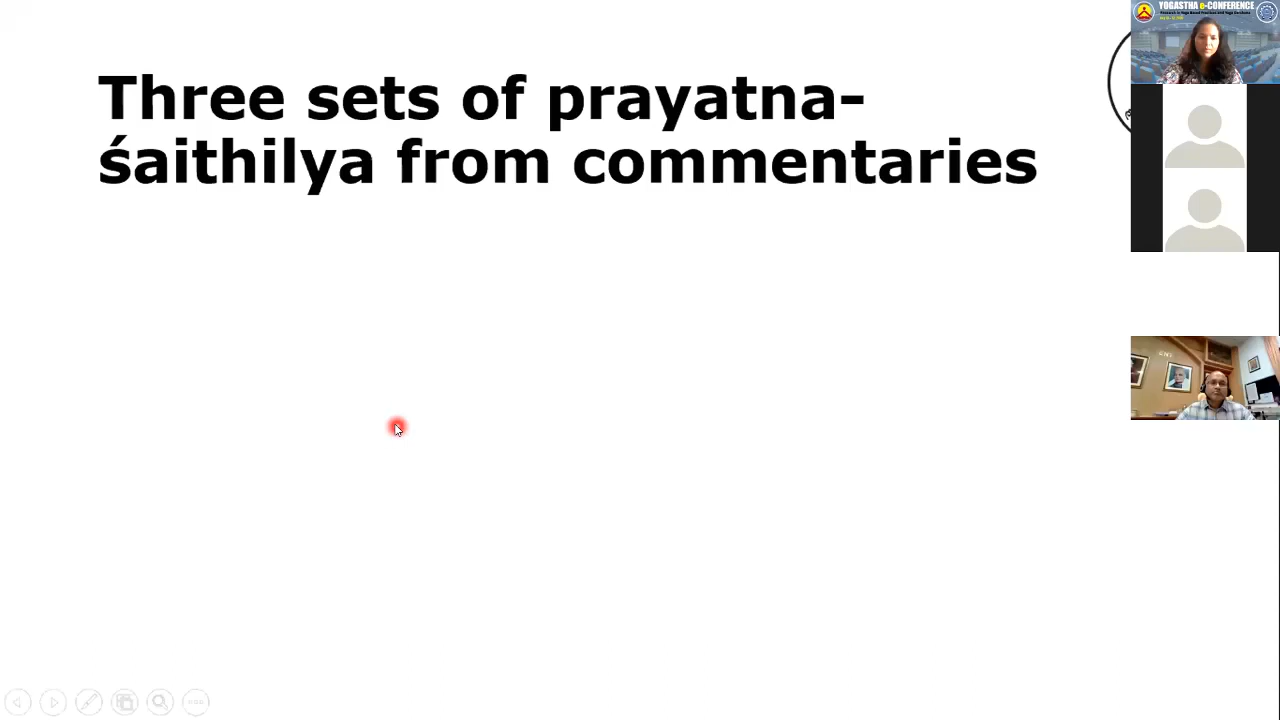 Three sets of prayatna-
śaithilya from commentaries
YOGASTHA e-CONFERENCE